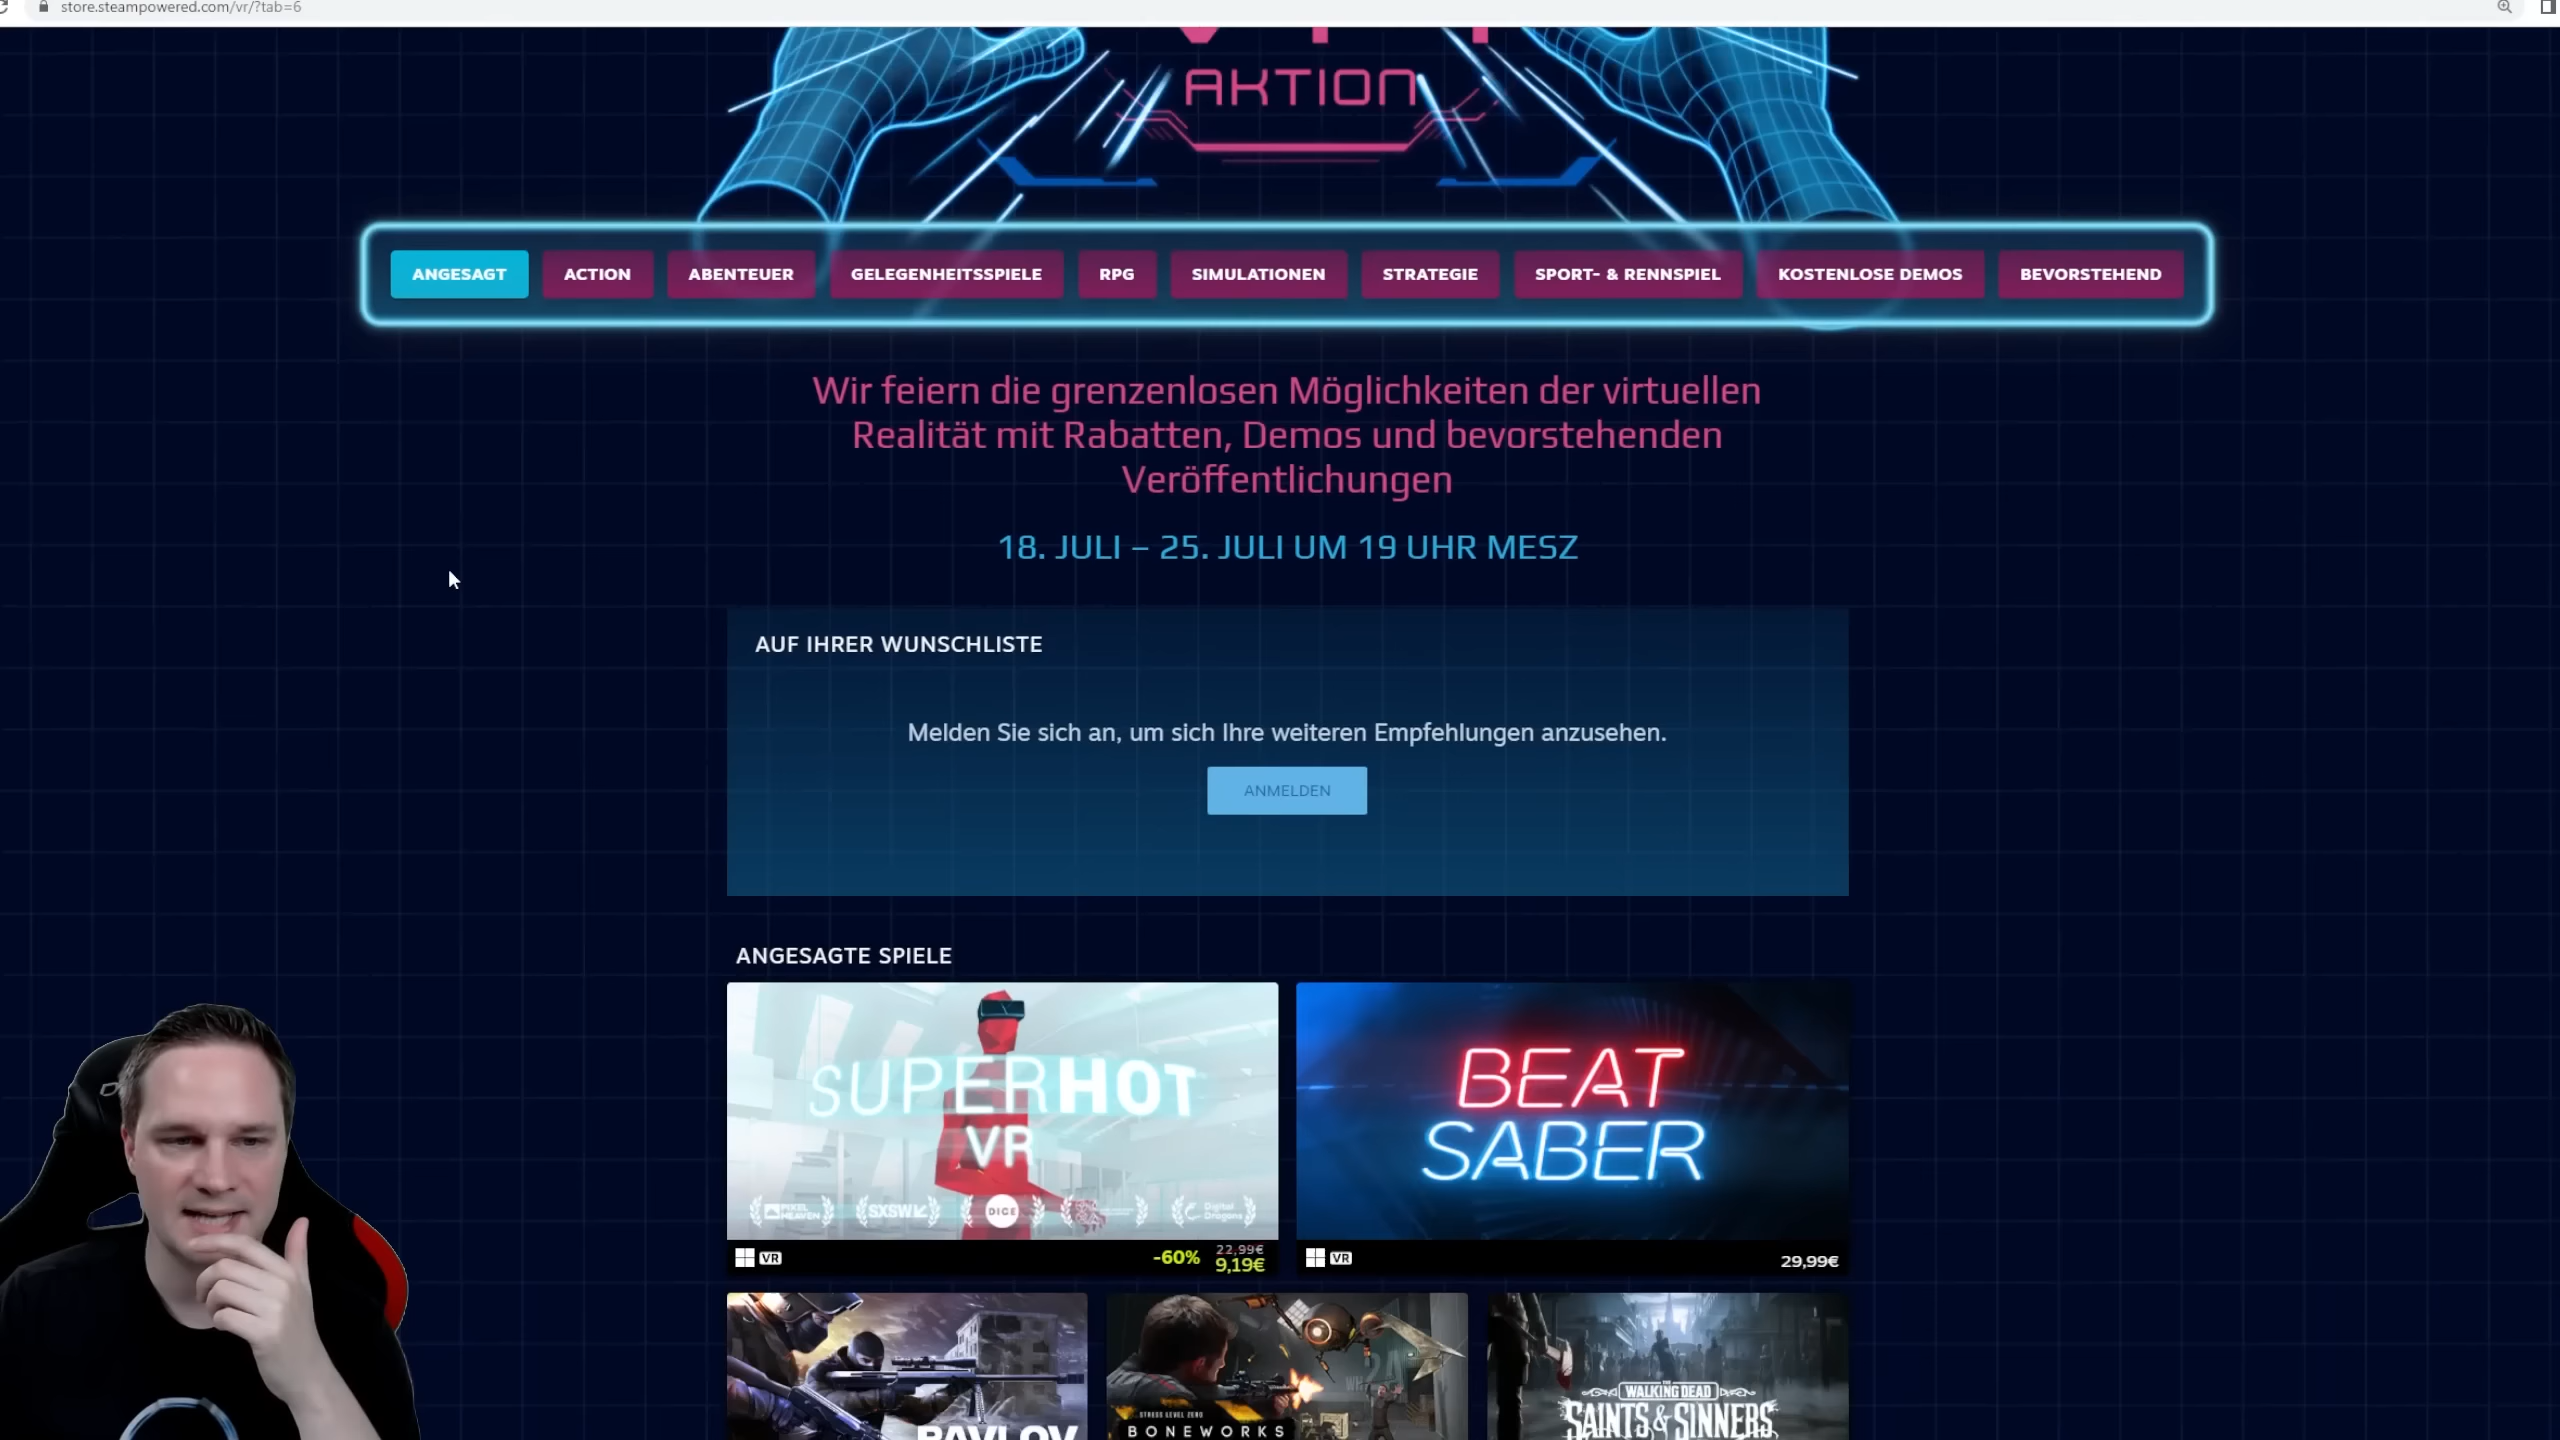 store.steampowered.com/vr/?tab=6
AKTION
ANGESAGT
ACTION
ABENTEUER
GELEGENHEITSSPIELE
RPG
SIMULATIONEN
STRATEGIE
SPORT- & RENNSPIEL
KOSTENLOSE DEMOS
BEVORSTEHEND
Wir feiern die grenzenlosen Möglichkeiten der virtuellen
Realität mit Rabatten, Demos und bevorstehenden
Veröffentlichungen
18. JULI – 25. JULI UM 19 UHR MESZ
AUF IHRER WUNSCHLISTE
Melden Sie sich an, um sich Ihre weiteren Empfehlungen anzusehen.
ANMELDEN
ANGESAGTE SPIELE
SUPERHOT
VR
PIXEL
HEAVEN
SXSW
DICE
Digital
Dragons
VR
-60%
22,99€
9,19€
BEAT
SABER
VR
29,99€
PAVLOV
STRESS LEVEL ZERO
BONEWORKS
THE
WALKING DEAD
SAINTS & SINNERS